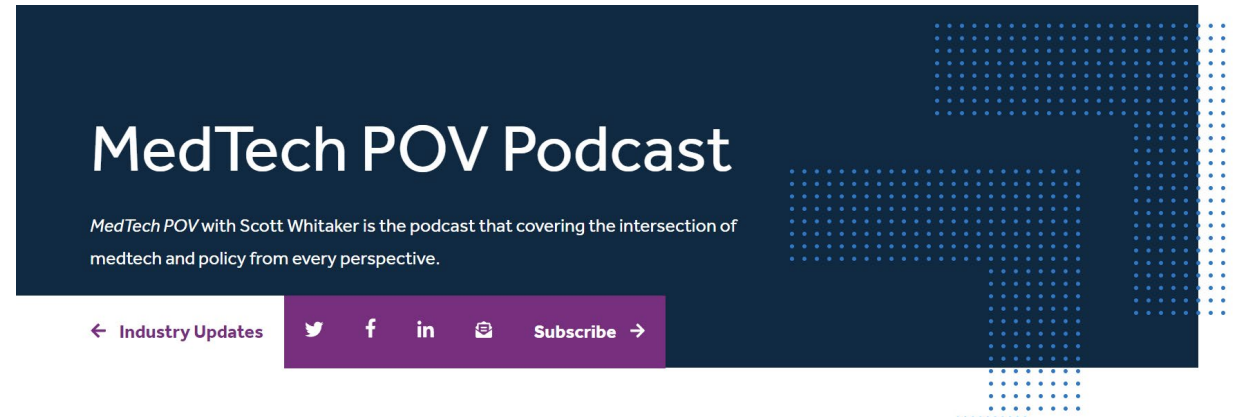 MedTech POV Podcast
MedTech POV with Scott Whitaker is the podcast that covering the intersection of
medtech and policy from every perspective.
← Industry Updates f in Subscribe →